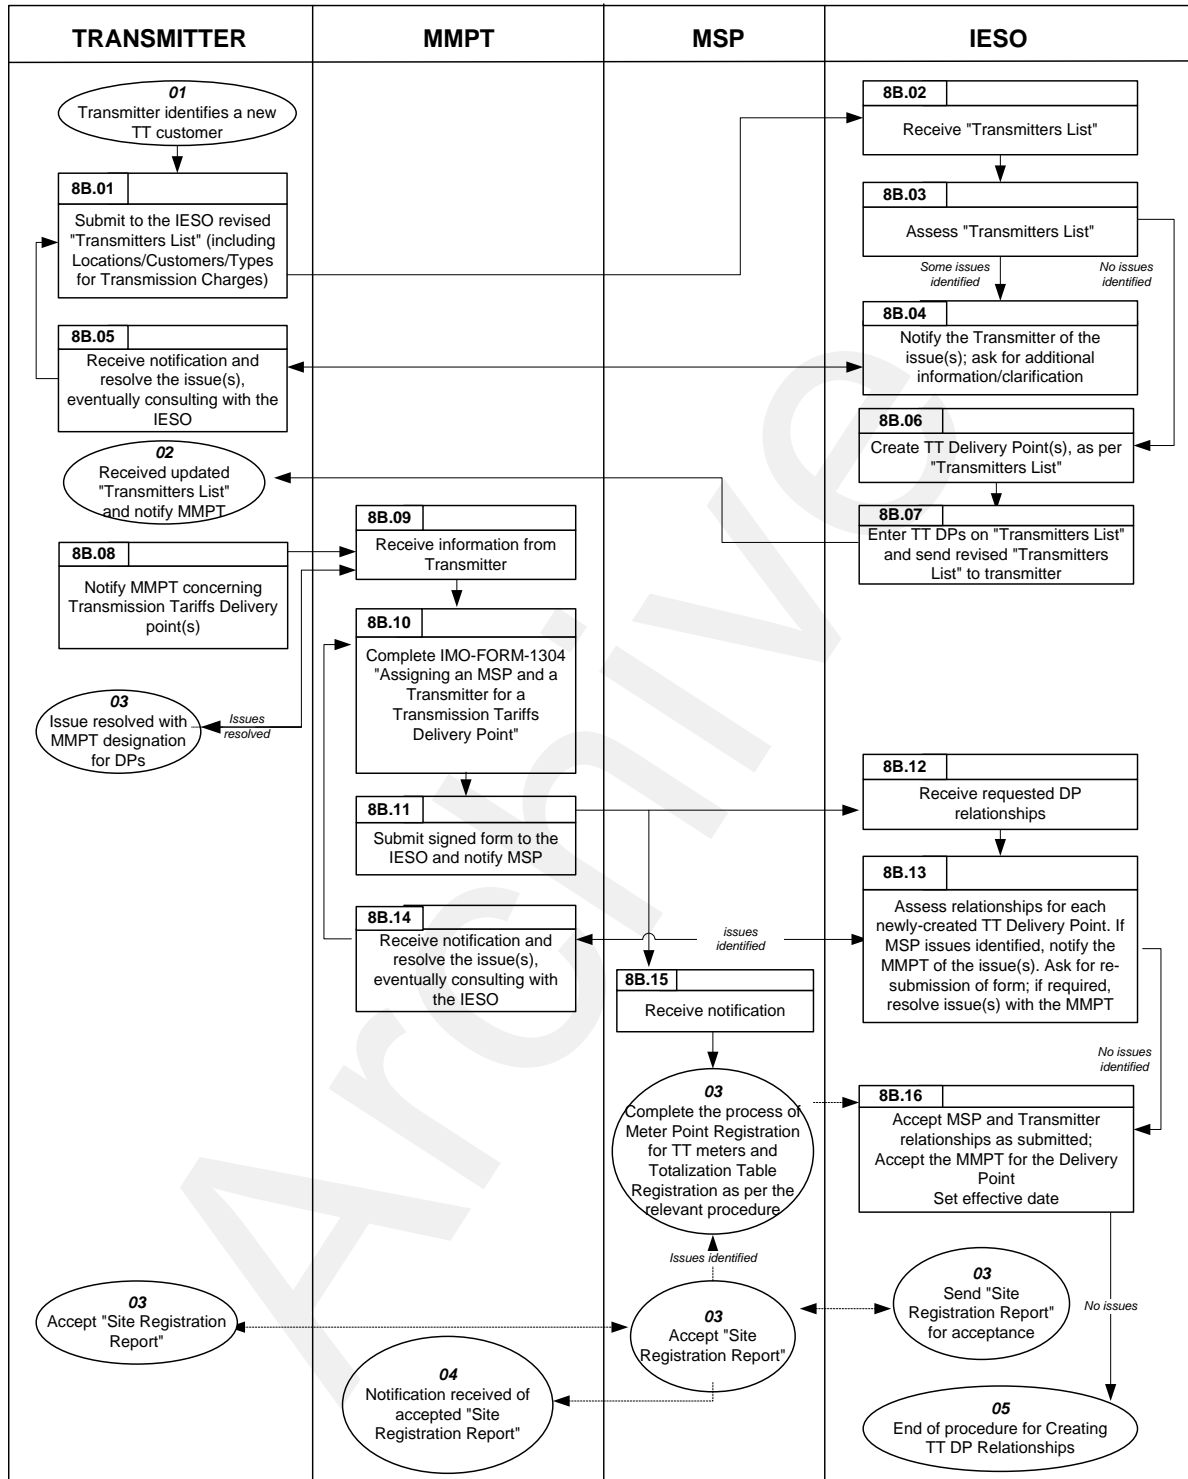 TRANSMITTER
MMPT
MSP
IESO
01
Transmitter identifies a new
TT customer
8B.01
Submit to the IESO revised
"Transmitters List" (including
Locations/Customers/Types
for Transmission Charges)
8B.02
Receive "Transmitters List"
8B.03
Assess "Transmitters List"
Some issues
identified
No issues
identified
8B.04
Notify the Transmitter of the
issue(s); ask for additional
information/clarification
8B.05
Receive notification and
resolve the issue(s),
eventually consulting with the
IESO
8B.06
Create TT Delivery Point(s), as per
"Transmitters List"
02
Received updated
"Transmitters List"
and notify MMPT
8B.07
Enter TT DPs on "Transmitters List"
and send revised "Transmitters
List" to transmitter
8B.08
Notify MMPT concerning
Transmission Tariffs Delivery
point(s)
8B.09
Receive information from
Transmitter
8B.10
Complete IMO-FORM-1304
"Assigning an MSP and a
Transmitter for a
Transmission Tariffs
Delivery Point"
03
Issue resolved with
MMPT designation
for DPs
Issues
resolved
8B.11
Submit signed form to the
IESO and notify MSP
8B.12
Receive requested DP
relationships
8B.13
Assess relationships for each
newly-created TT Delivery Point. If
MSP issues identified, notify the
MMPT of the issue(s). Ask for re-
submission of form; if required,
resolve issue(s) with the MMPT
8B.14
Receive notification and
resolve the issue(s),
eventually consulting with
the IESO
issues
identified
8B.15
Receive notification
No issues
identified
03
Complete the process of
Meter Point Registration
for TT meters and
Totalization Table
Registration as per the
relevant procedure
8B.16
Accept MSP and Transmitter
relationships as submitted;
Accept the MMPT for the Delivery
Point
Set effective date
Issues identified
03
Accept "Site Registration
Report"
03
Accept "Site
Registration Report"
03
Send "Site
Registration Report"
for acceptance
No issues
04
Notification received of
accepted "Site
Registration Report"
05
End of procedure for Creating
TT DP Relationships
Archive